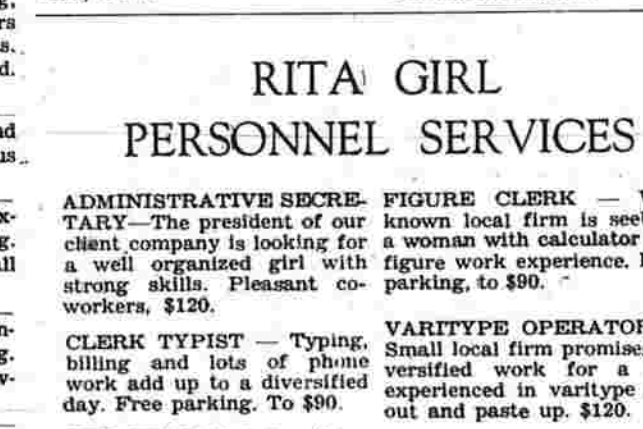 RITA GIRL
PERSONNEL SERVICES
ADMINISTRATIVE SECRE-
TARY—The president of our
client company is looking for
a well organized girl with
strong skills. Pleasant co-
workers, $120.
CLERK TYPIST — Typing,
billing and lots of phone
work add up to a diversified
day. Free parking. To $90.
FIGURE CLERK —
known local firm is
a woman with calculator
figure work experience.
parking, to $90.
VARITYPE
Small local firm
versified work for a
experienced in varitype
out and paste up. $120.